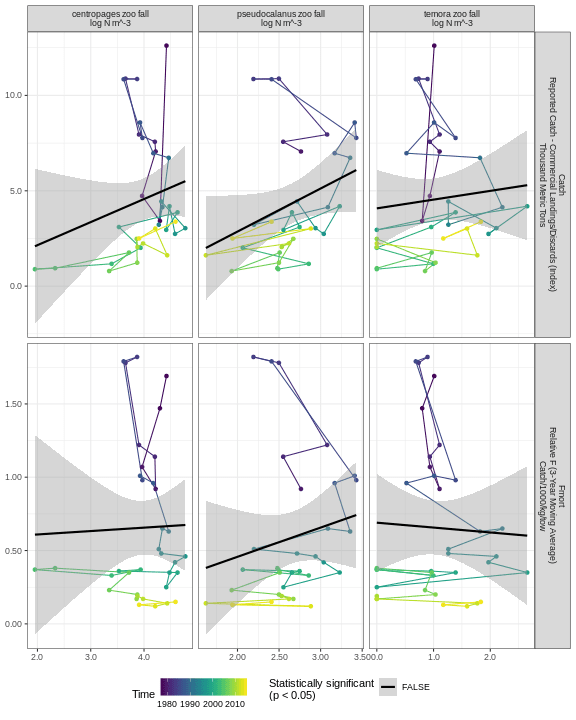 centropages zoo fall
log N m^-3
pseudocalanus zoo fall
log N m^-3
temora zoo fall
log N m^-3
10.0
5.0
0.0
Catch
Reported Catch - Commercial Landings/Discards (Index)
Thousand Metric Tons
1.50
1.00
0.50
0.00
Fmort
Relative F (3-Year Moving Average)
Catch/1000/kg/tow
2.0 3.0 4.0
2.00 2.50 3.00 3.50
0.0 1.0 2.0
Time
1980 1990 2000 2010
Statistically significant
(p < 0.05)
FALSE